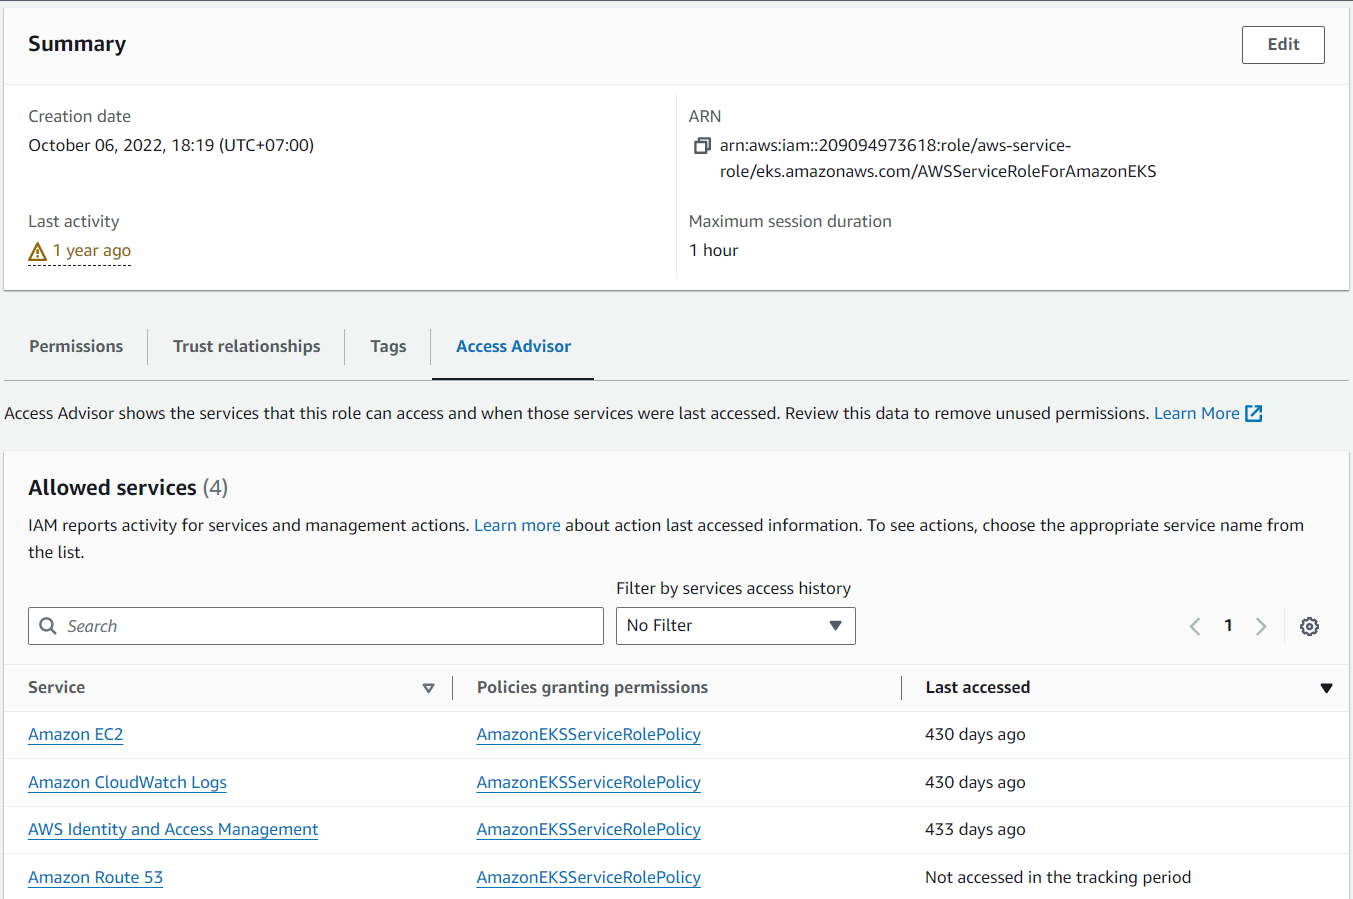 Summary
Edit
Creation date
October 06, 2022, 18:19 (UTC+07:00)
ARN
arn:aws:iam::209094973618:role/aws-service-
role/eks.amazonaws.com/AWSServiceRoleForAmazonEKS
Last activity
1 year ago
Maximum session duration
1 hour
Permissions
Trust relationships
Tags
Access Advisor
Access Advisor shows the services that this role can access and when those services were last accessed. Review this data to remove unused permissions. Learn More
Allowed services (4)
IAM reports activity for services and management actions. Learn more about action last accessed information. To see actions, choose the appropriate service name from
the list.
Filter by services access history
Search
No Filter
1
Service
Policies granting permissions
Last accessed
Amazon EC2
AmazonEKSServiceRolePolicy
430 days ago
Amazon CloudWatch Logs
AmazonEKSServiceRolePolicy
430 days ago
AWS Identity and Access Management
AmazonEKSServiceRolePolicy
433 days ago
Amazon Route 53
AmazonEKSServiceRolePolicy
Not accessed in the tracking period